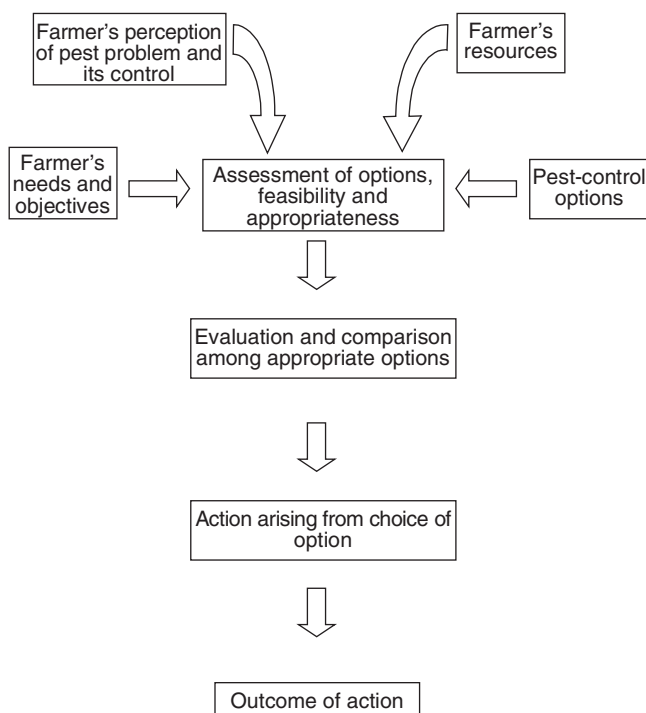 Farmer's perception
of pest problem and
its control
Farmer's
resources
Farmer's
needs and
objectives
Assessment of options,
feasibility and
appropriateness
Pest-control
options
Evaluation and comparison
among appropriate options
Action arising from choice of
option
Outcome of action